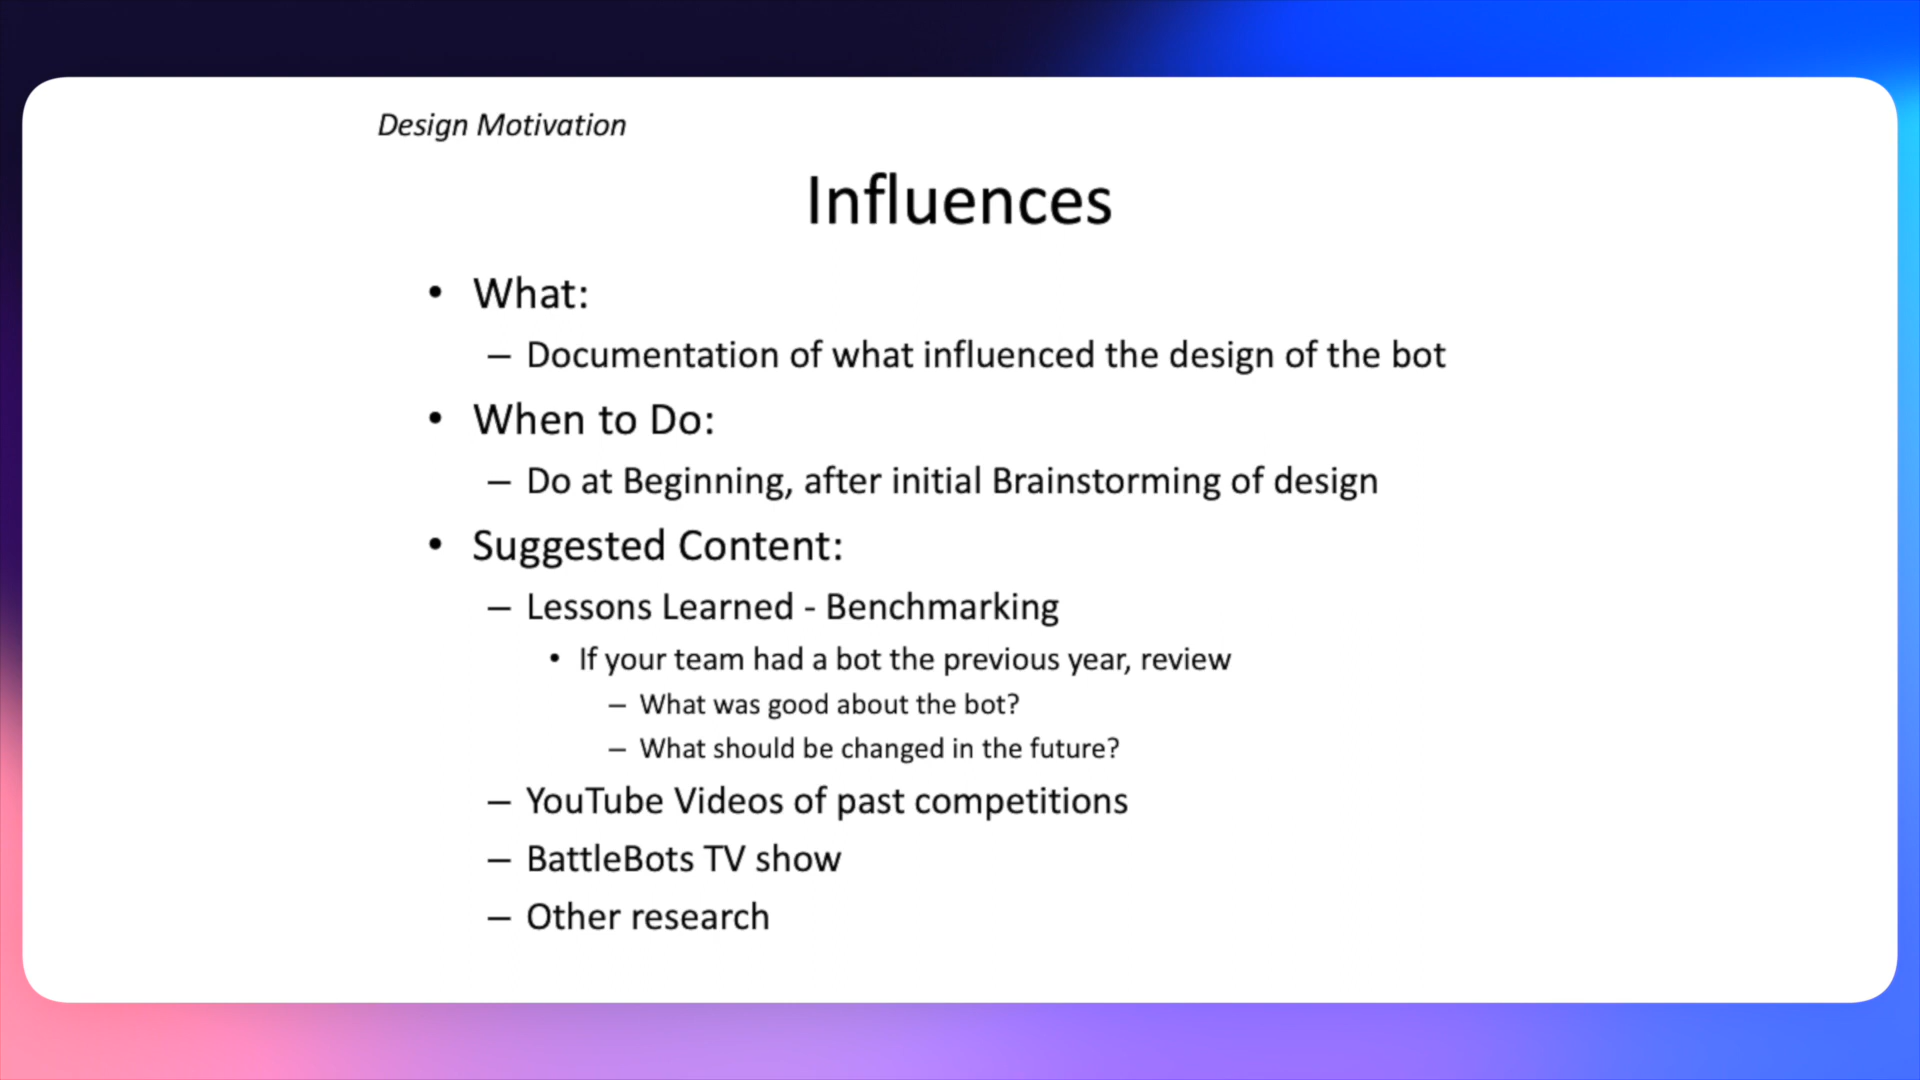 Design Motivation
Influences
• What:
– Documentation of what influenced the design of the bot
• When to Do:
– Do at Beginning, after initial Brainstorming of design
• Suggested Content:
– Lessons Learned - Benchmarking
• If your team had a bot the previous year, review
– What was good about the bot?
– What should be changed in the future?
– YouTube Videos of past competitions
– BattleBots TV show
– Other research